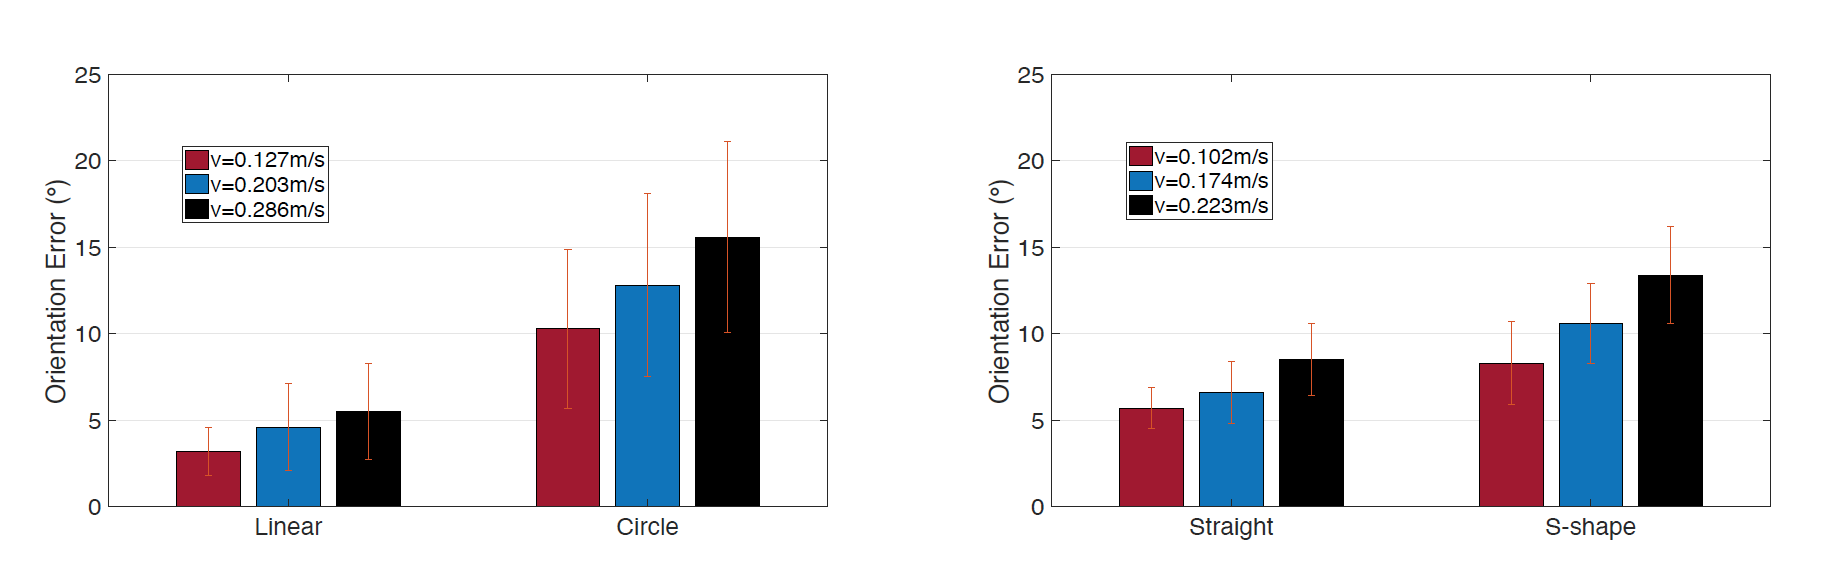 Orientation Error (°)
25
20
15
10
5
0
v=0.127m/s
v=0.203m/s
v=0.286m/s
Linear
Circle
Orientation Error (°)
25
20
15
10
5
0
v=0.102m/s
v=0.174m/s
v=0.223m/s
Straight
S-shape